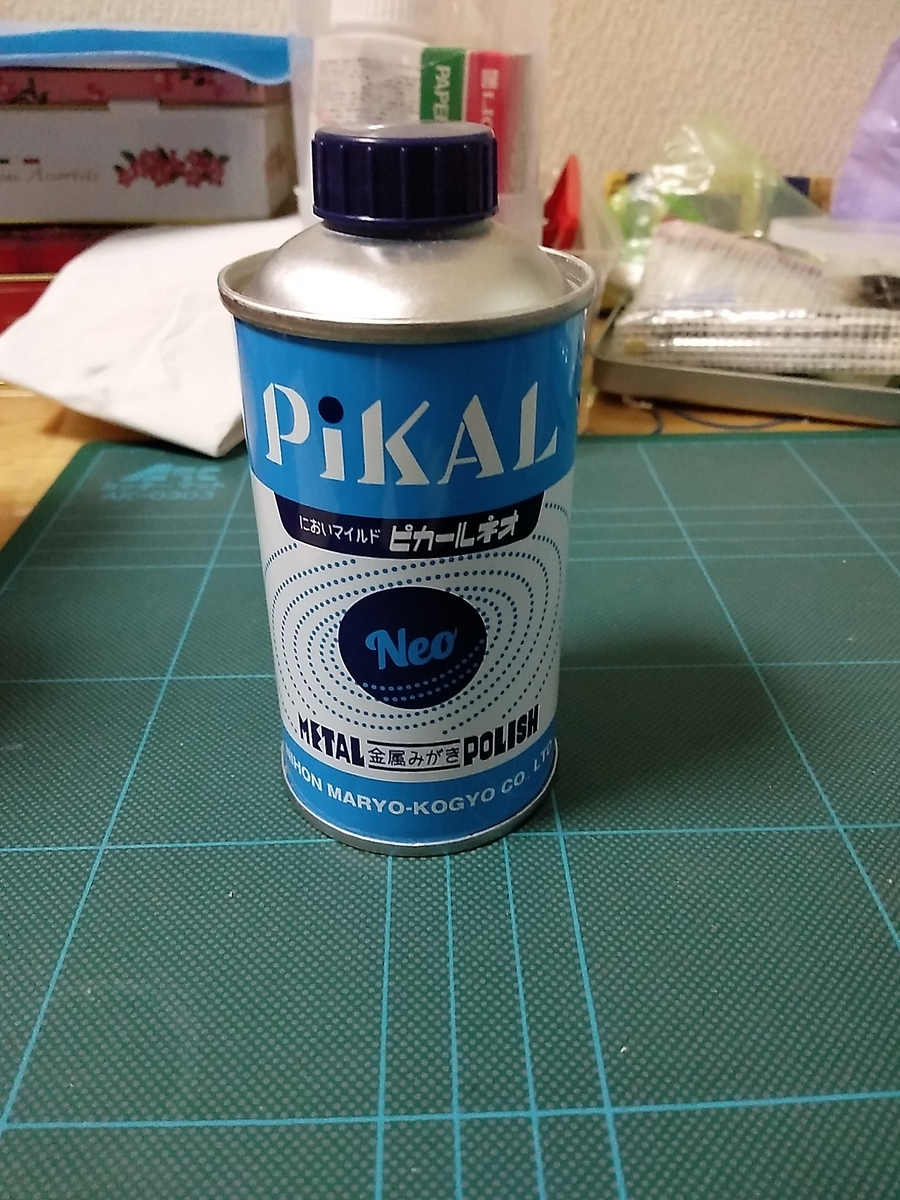 PAPE
PiKAL
においマイルド ピカールネオ
Neo
METAL 金属みがき POLISH
NIHON MARYO-KOGYO CO. LTD